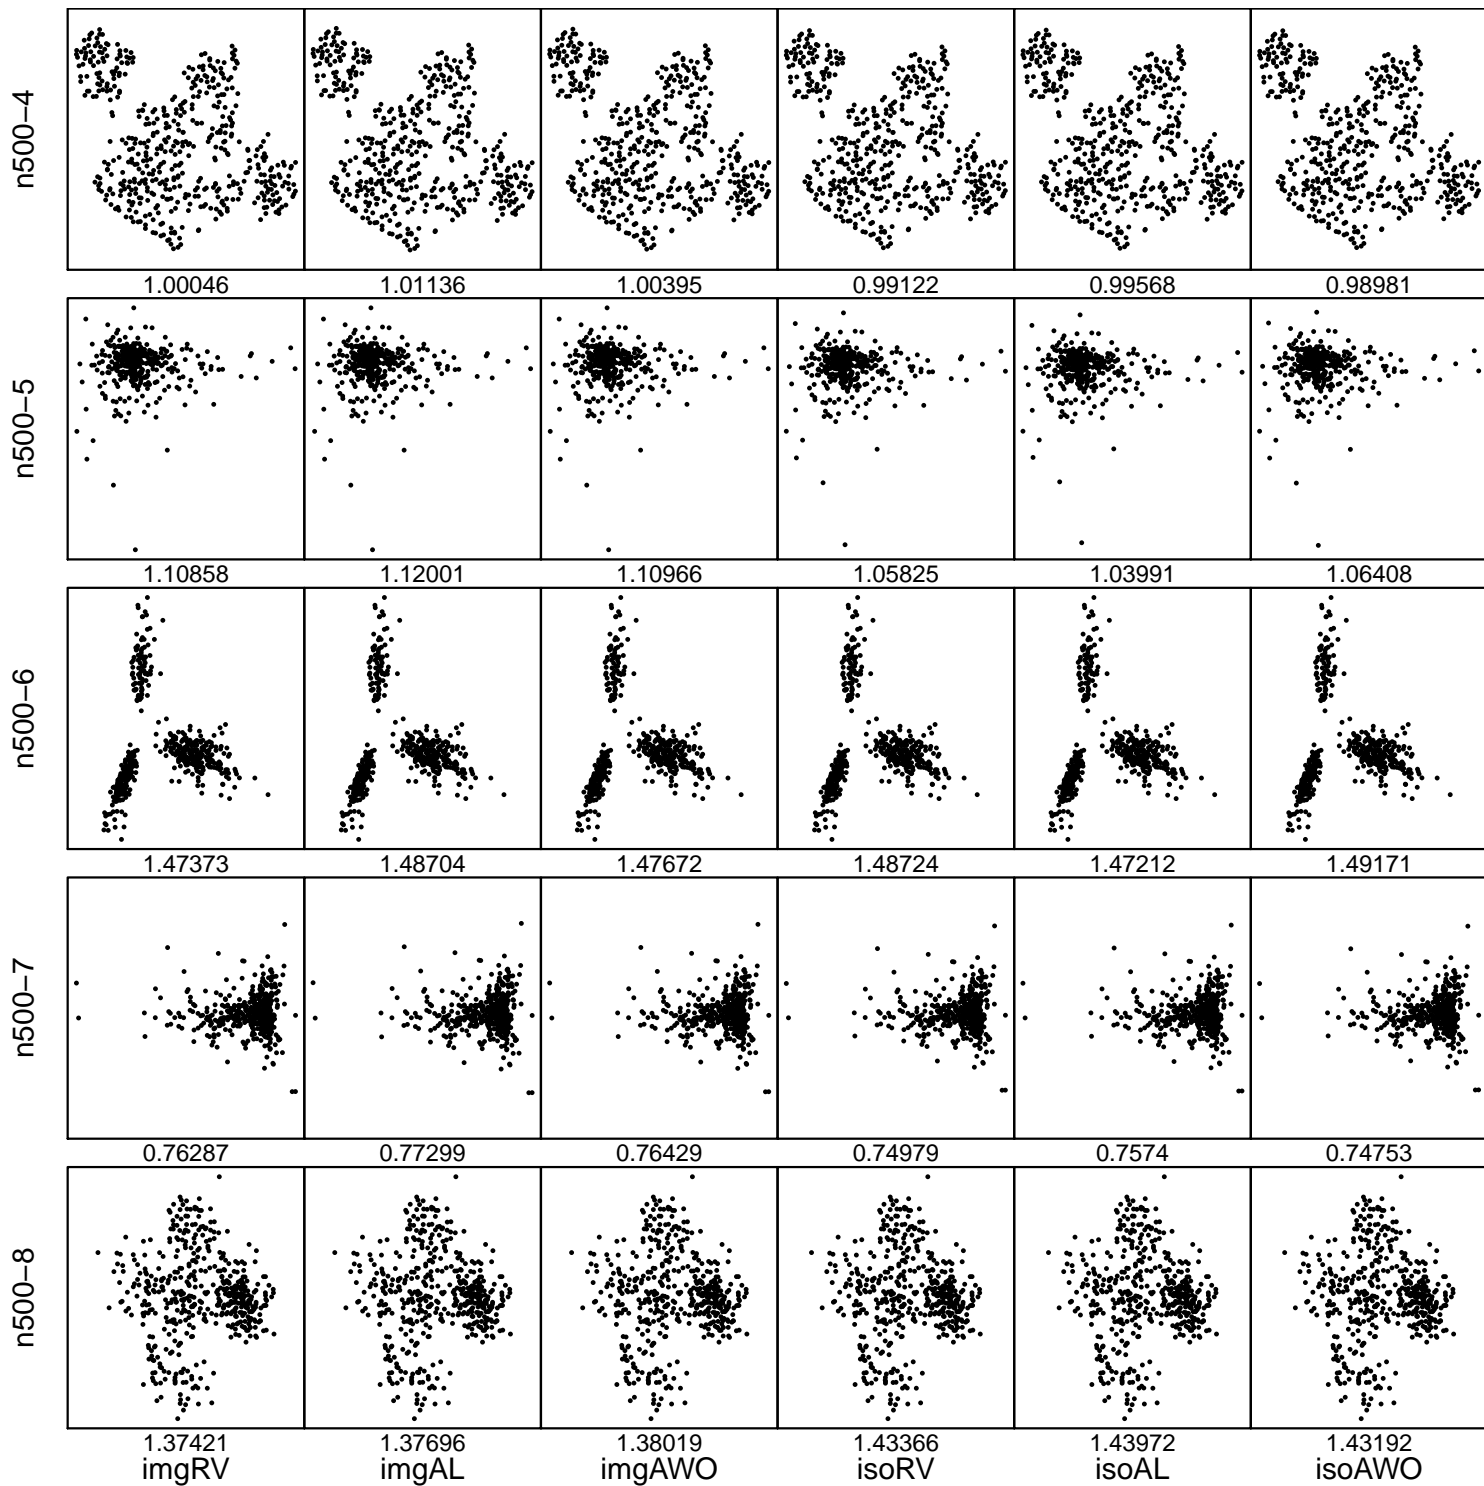 n500−4
1.00046 1.01136 1.00395 0.99122 0.99568 0.98981
n500−5
1.10858 1.12001 1.10966 1.05825 1.03991 1.06408
n500−6
1.47373 1.48704 1.47672 1.48724 1.47212 1.49171
n500−7
0.76287 0.77299 0.76429 0.74979 0.7574 0.74753
n500−8
1.37421 1.37696 1.38019 1.43366 1.43972 1.43192
imgRV imgAL imgAWO isoRV isoAL isoAWO